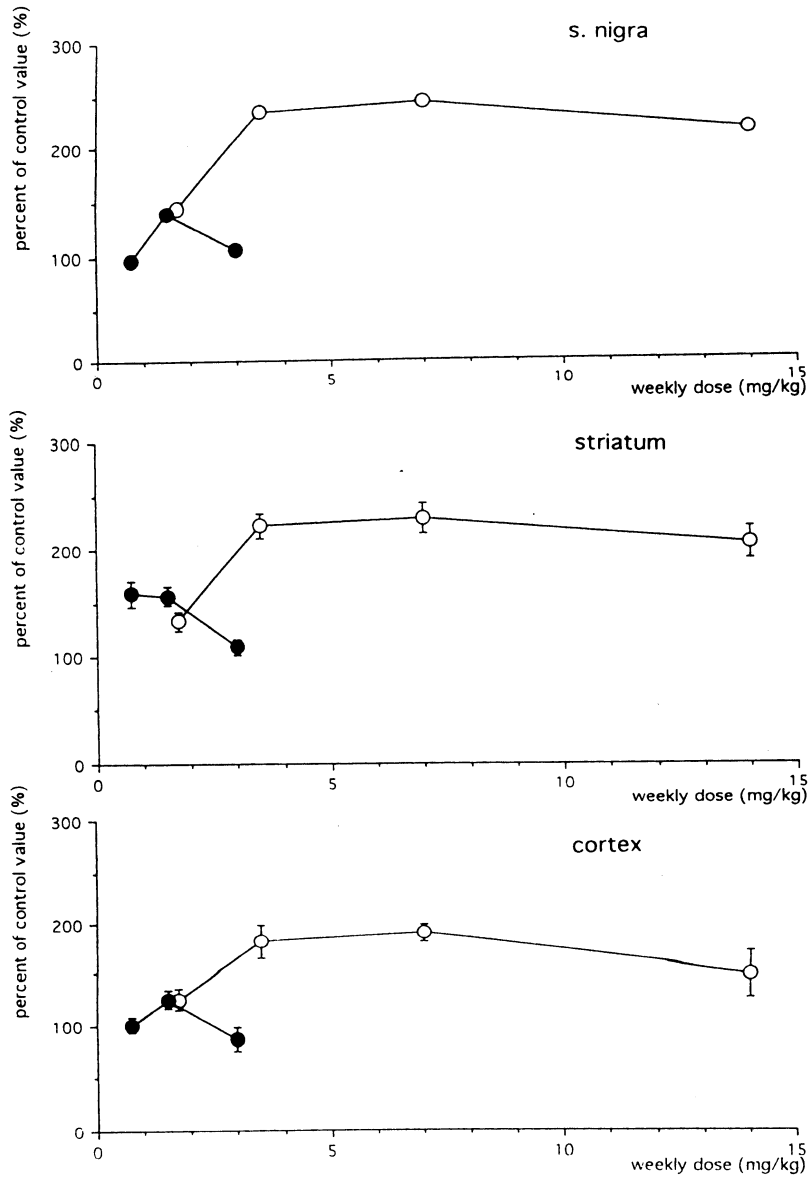 s. nigra
percent of control value (%)
300
200
100
0
0 5 10 15
weekly dose (mg/kg)
striatum
percent of control value (%)
300
200
100
0
0 5 10 15
weekly dose (mg/kg)
cortex
percent of control value (%)
300
200
100
0
0 5 10 15
weekly dose (mg/kg)